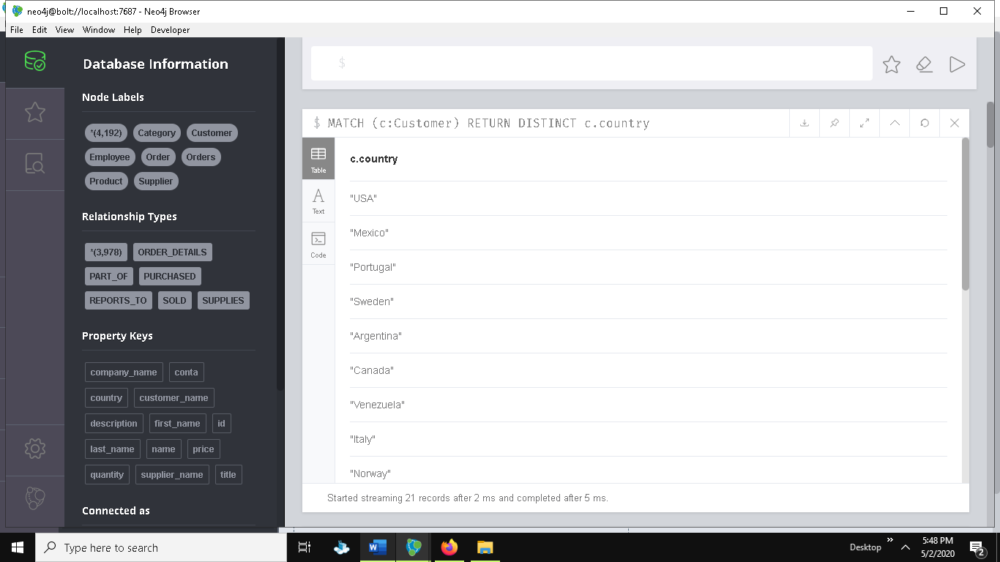 neo4j@bolt://localhost:7687 - Neo4j Browser
File Edit View Window Help Developer
Database Information
Node Labels
*(4,192) Category Customer
Employee Order Orders
Product Supplier
Relationship Types
*(3,978) ORDER_DETAILS
PART_OF PURCHASED
REPORTS_TO SOLD SUPPLIES
Property Keys
company_name conta
country customer_name
description first_name id
last_name name price
quantity supplier_name title
Connected as
$
$ MATCH (c:Customer) RETURN DISTINCT c.country
Table
Text
Code
c.country
"USA"
"Mexico"
"Portugal"
"Sweden"
"Argentina"
"Canada"
"Venezuela"
"Italy"
"Norway"
Started streaming 21 records after 2 ms and completed after 5 ms.
Type here to search
Desktop
5:48 PM
5/2/2020
2